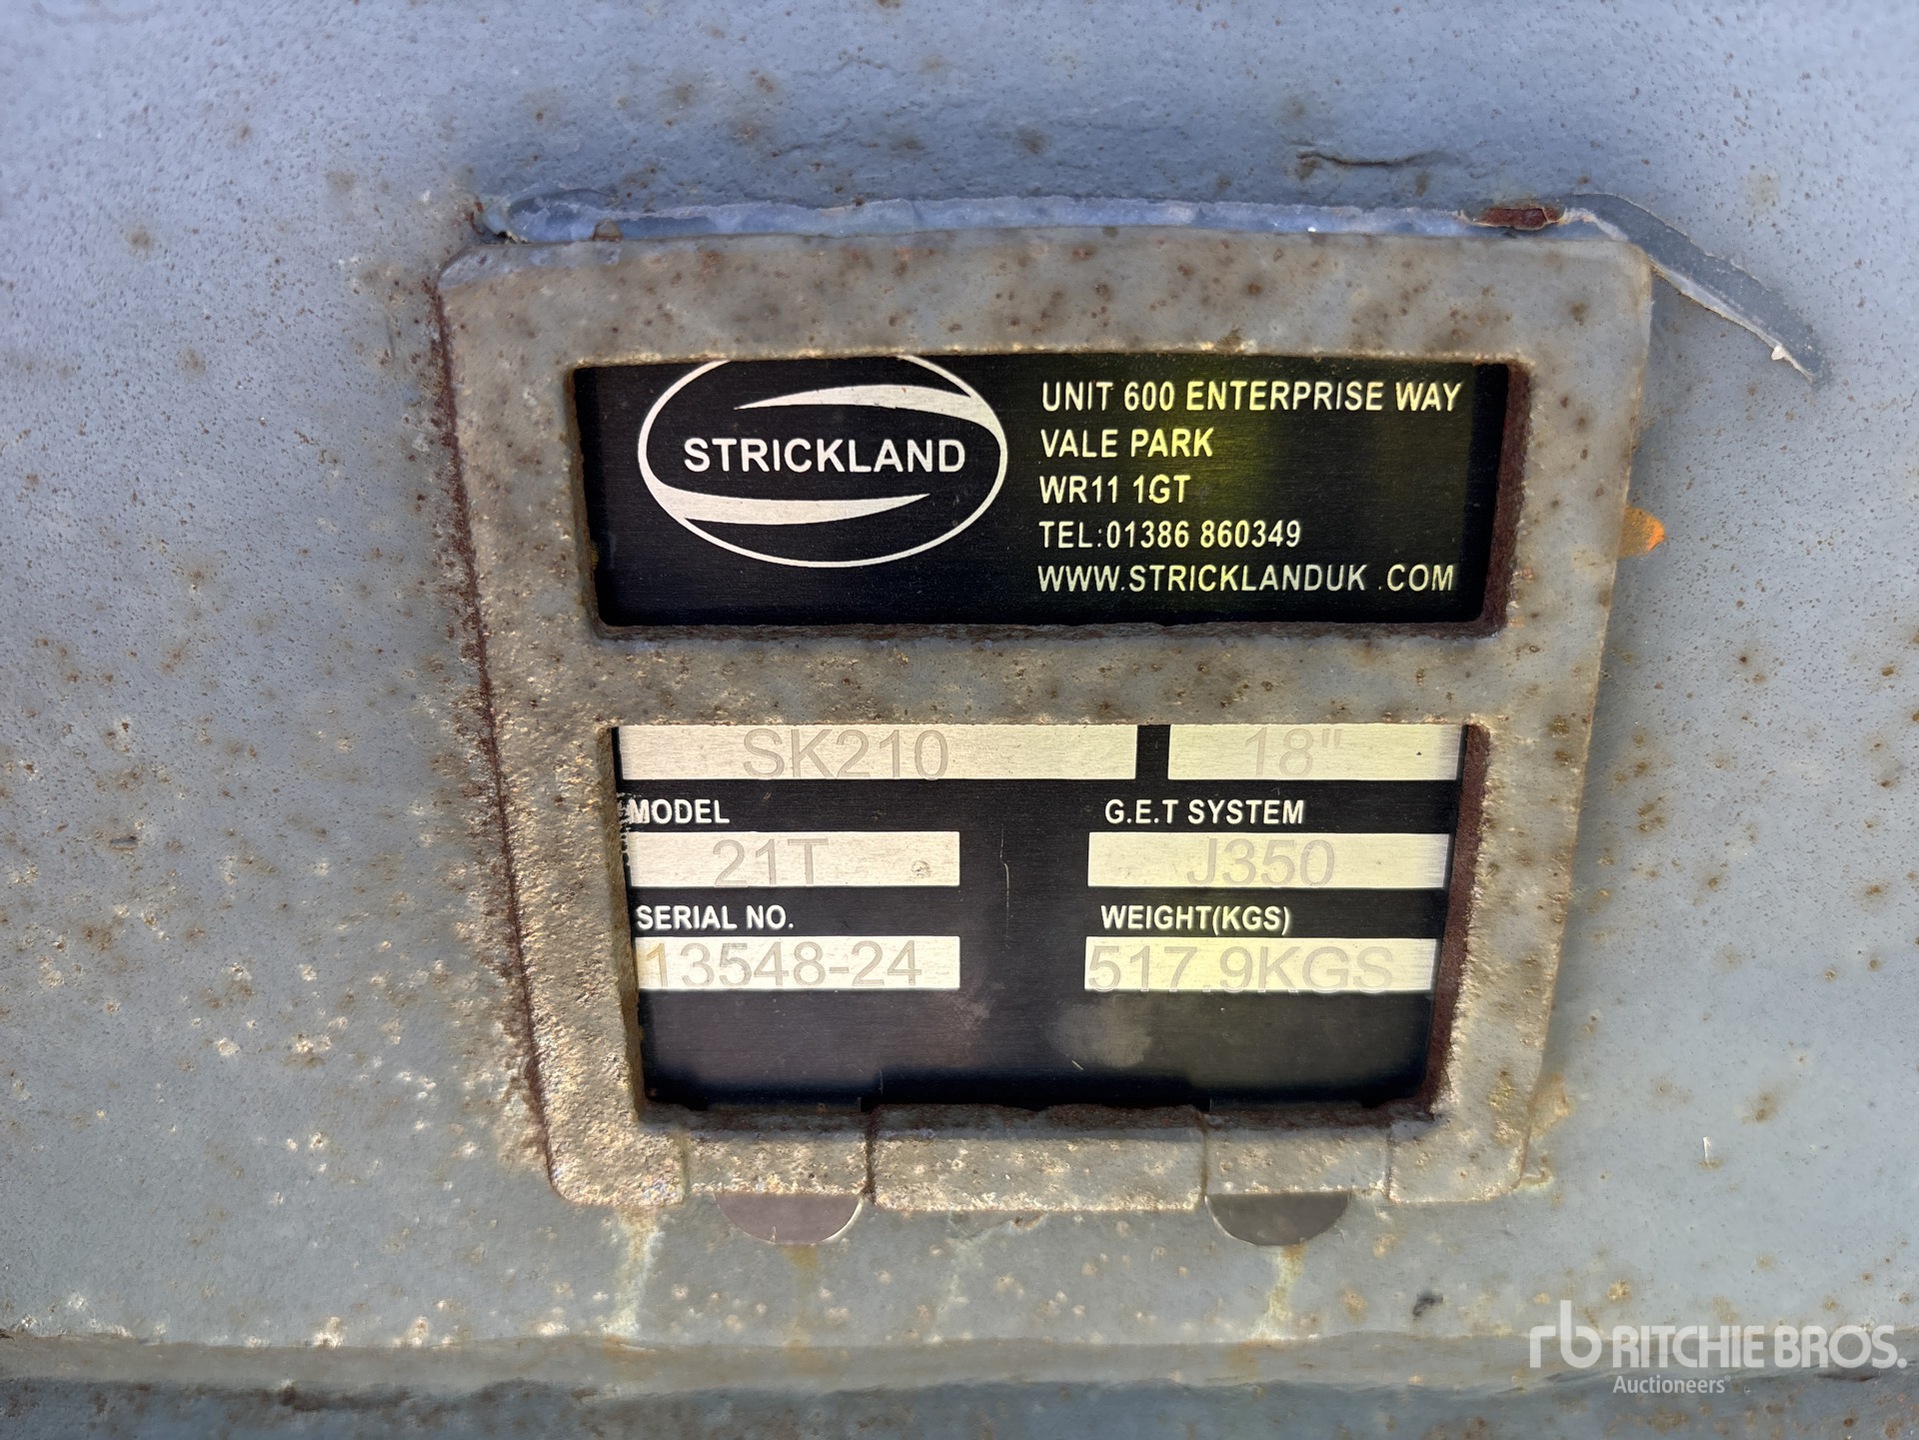 STRICKLAND
UNIT 600 ENTERPRISE WAY
VALE PARK
WR11 1GT
TEL:01386 860349
WWW.STRICKLANDUK .COM
SK210 18"
MODEL G.E.T SYSTEM
21T J350
SERIAL NO. WEIGHT(KGS)
13548-24 517.9KGS
rb RITCHIE BROS.
Auctioneers